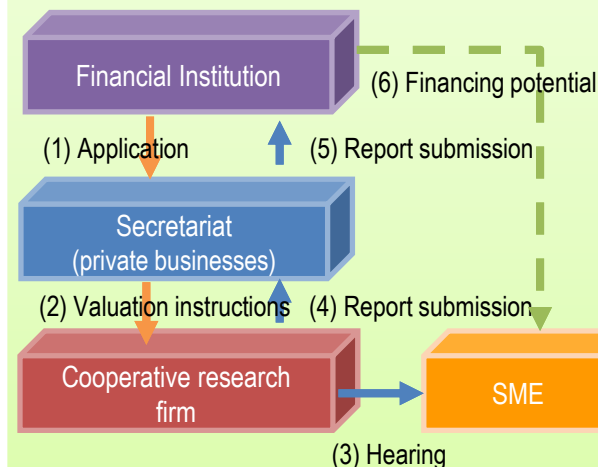 Financial Institution
(6) Financing potential
(1) Application
(5) Report submission
Secretariat
(private businesses)
(2) Valuation instructions
(4) Report submission
Cooperative research
firm
SME
(3) Hearing